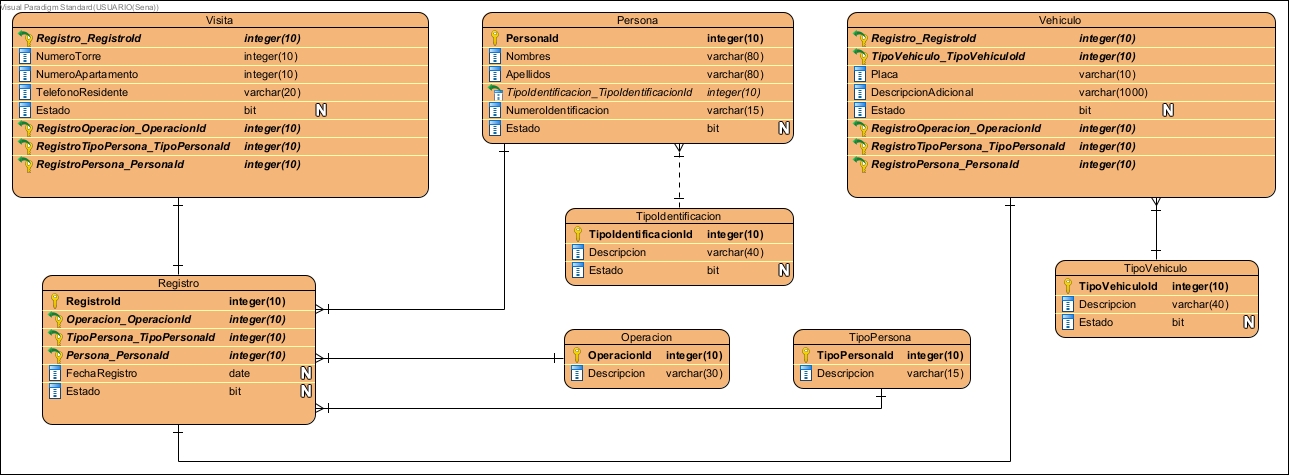 Visual Paradigm Standard(USUARIO(Sena))
Visita
Registro_RegistroId integer(10)
NumeroTorre integer(10)
NumeroApartamento integer(10)
TelefonoResidente varchar(20)
Estado bit N
RegistroOperacion_OperacionId integer(10)
RegistroTipoPersona_TipoPersonaId integer(10)
RegistroPersona_PersonaId integer(10)
Persona
PersonaId integer(10)
Nombres varchar(80)
Apellidos varchar(80)
TipoIdentificacion_TipoIdentificacionId integer(10)
NumeroIdentificacion varchar(15)
Estado bit N
Vehiculo
Registro_RegistroId integer(10)
TipoVehiculo_TipoVehiculoId integer(10)
Placa varchar(10)
DescripcionAdicional varchar(1000)
Estado bit N
RegistroOperacion_OperacionId integer(10)
RegistroTipoPersona_TipoPersonaId integer(10)
RegistroPersona_PersonaId integer(10)
TipoIdentificacion
TipoIdentificacionId integer(10)
Descripcion varchar(40)
Estado bit N
TipoVehiculo
TipoVehiculoId integer(10)
Descripcion varchar(40)
Estado bit N
Registro
RegistroId integer(10)
Operacion_OperacionId integer(10)
TipoPersona_TipoPersonaId integer(10)
Persona_PersonaId integer(10)
FechaRegistro date N
Estado bit N
Operacion
OperacionId integer(10)
Descripcion varchar(30)
TipoPersona
TipoPersonaId integer(10)
Descripcion varchar(15)